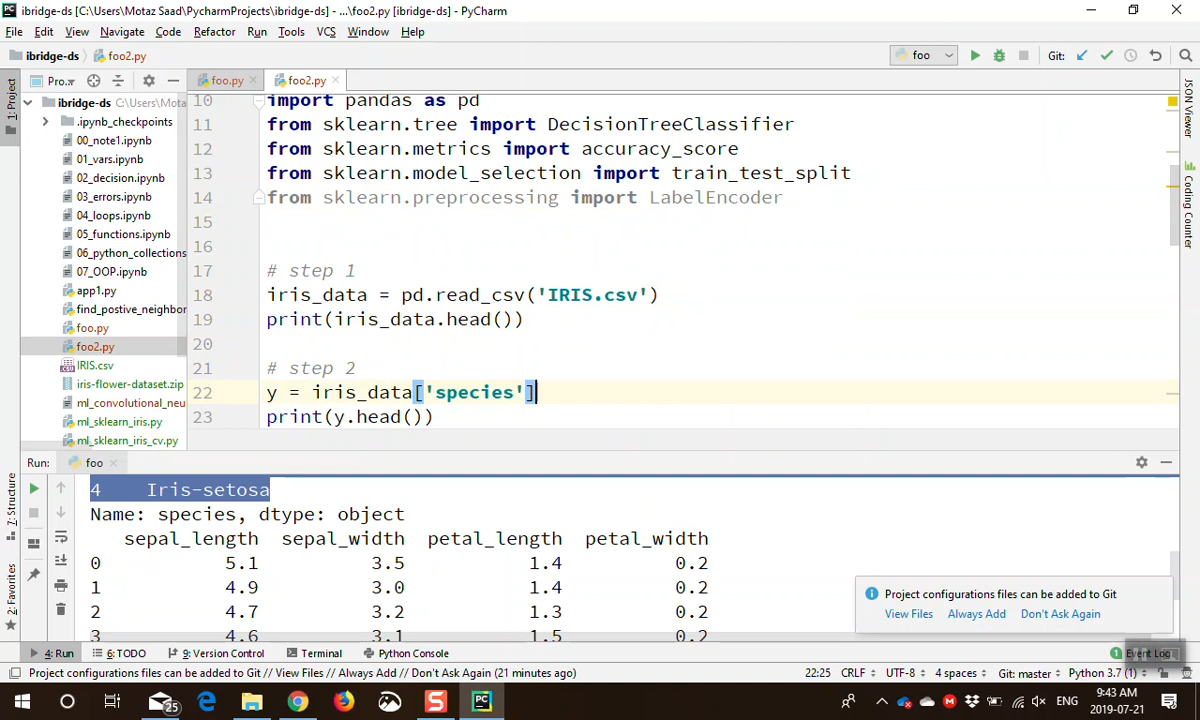 ibridge-ds [C:\Users\Motaz Saad\PycharmProjects\ibridge-ds] - ...\foo2.py [ibridge-ds] - PyCharm
File Edit View Navigate Code Refactor Run Tools VCS Window Help
ibridge-ds foo2.py foo Git:
1: Project
Pro... foo.py foo2.py
ibridge-ds C:\Users\Mota
.ipynb_checkpoints
00_note1.ipynb
01_vars.ipynb
02_decision.ipynb
03_errors.ipynb
04_loops.ipynb
05_functions.ipynb
06_python_collections
07_OOP.ipynb
app1.py
find_postive_neighbor
foo.py
foo2.py
IRIS.csv
iris-flower-dataset.zip
ml_convolutional_neu
ml_sklearn_iris.py
ml_sklearn_iris_cv.py
10 import pandas as pd
11 from sklearn.tree import DecisionTreeClassifier
12 from sklearn.metrics import accuracy_score
13 from sklearn.model_selection import train_test_split
14 from sklearn.preprocessing import LabelEncoder
15
16
17 # step 1
18 iris_data = pd.read_csv('IRIS.csv')
19 print(iris_data.head())
20
21 # step 2
22 y = iris_data['species']
23 print(y.head())
JSON Viewer
Coding Counter
Run: foo
7: Structure
2: Favorites
4 Iris-setosa
Name: species, dtype: object
sepal_length sepal_width petal_length petal_width
0 5.1 3.5 1.4 0.2
1 4.9 3.0 1.4 0.2
2 4.7 3.2 1.3 0.2
3 4.6 3.1 1.5 0.2
Project configurations files can be added to Git
View Files Always Add Don't Ask Again
4: Run 6: TODO 9: Version Control Terminal Python Console 1 Event Log
Project configurations files can be added to Git // View Files // Always Add // Don't Ask Again (21 minutes ago) 22:25 CRLF UTF-8 4 spaces Git: master Python 3.7 (1)
25 ENG 9:43 AM
2019-07-21